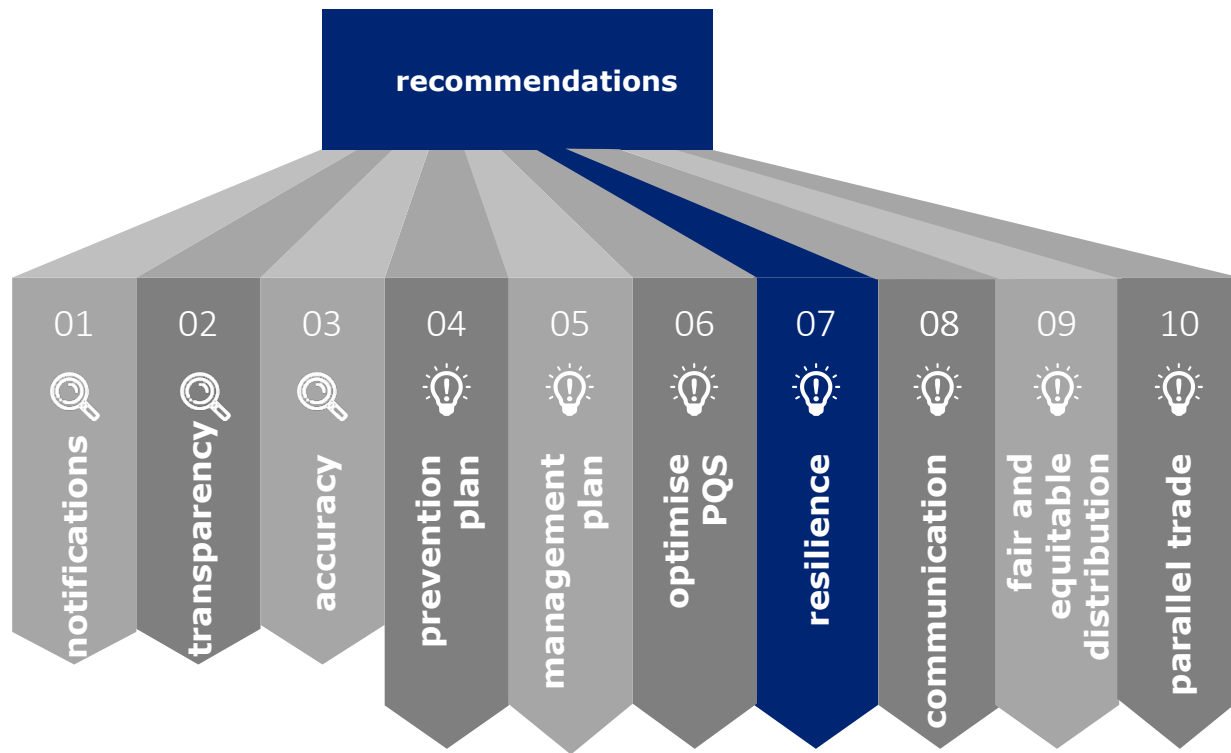 recommendations
01
notifications
02
transparency
03
accuracy
04
prevention
plan
05
management
plan
06
optimise
PQS
07
resilience
08
communication
09
fair and
equitable
distribution
10
parallel trade